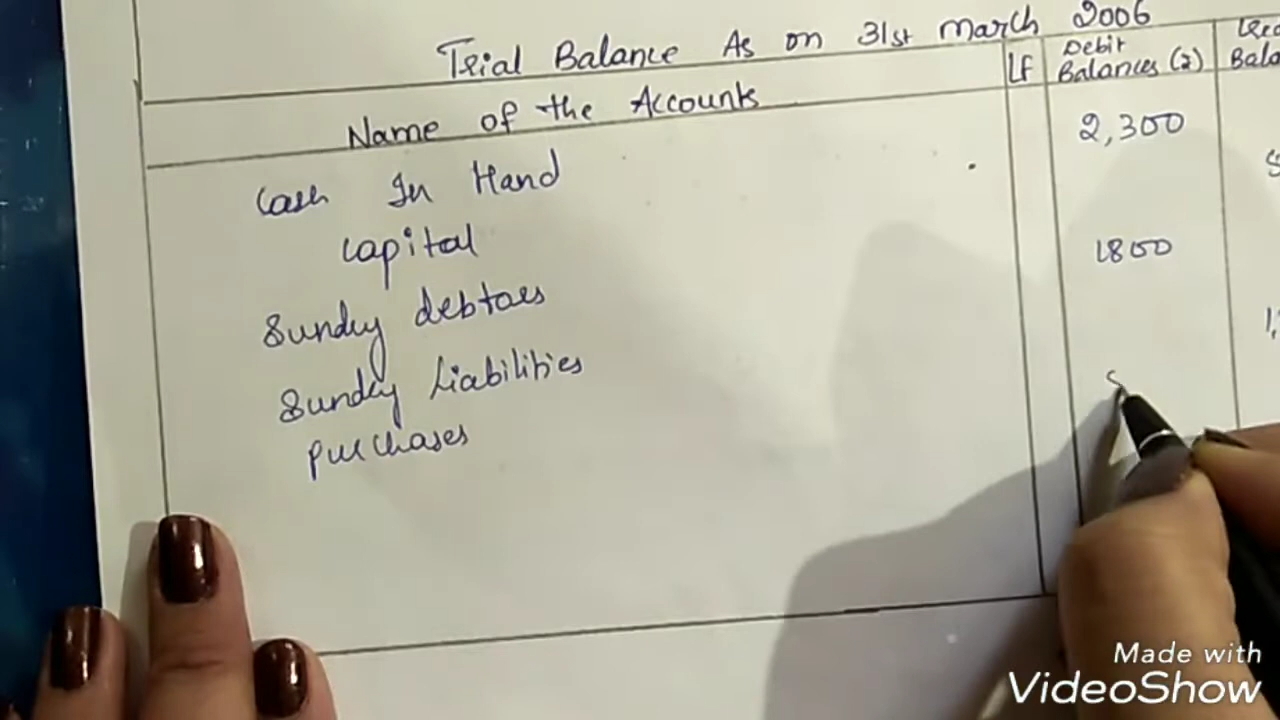 Trial Balance As on 31st March 2006
Name of the Accounts LF Debit Balances (2)
Cash In Hand 2,300
Capital
Sundry debtors 1800
Sundry Liabilities
Purchases
Made with
VideoShow